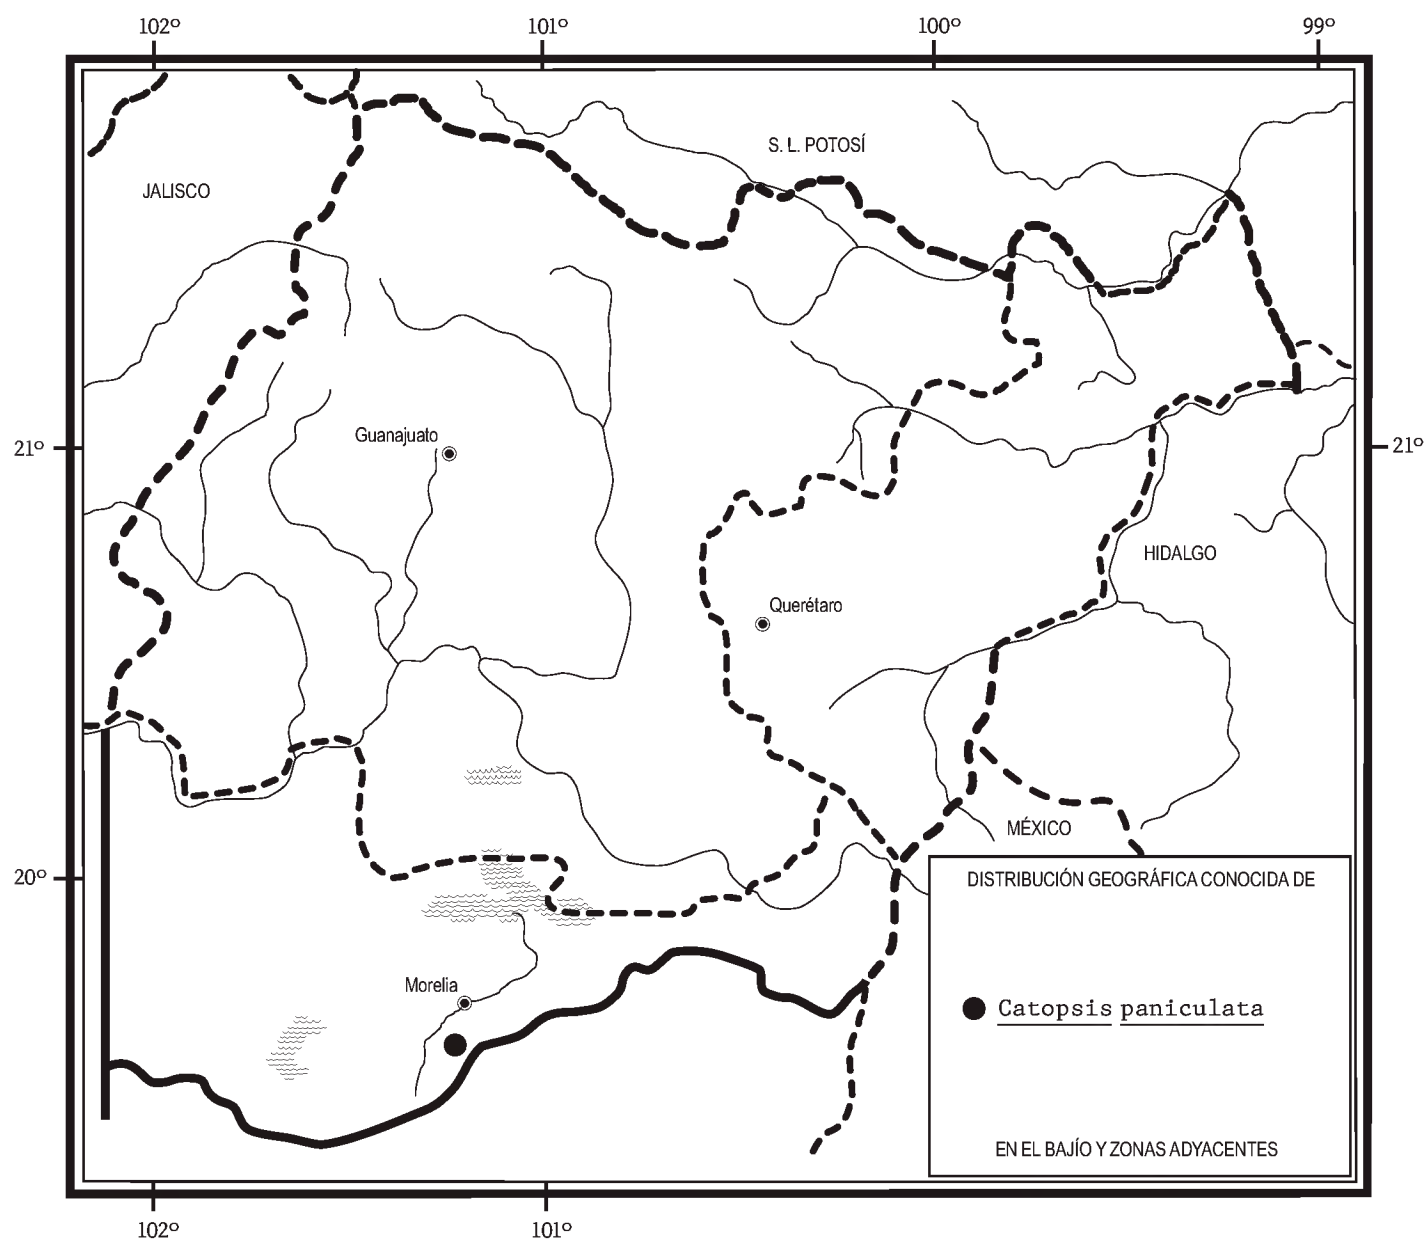 102º 101º 100º 99º
S. L. POTOSÍ
JALISCO
Guanajuato
21º 21º
HIDALGO
Querétaro
MÉXICO
20º
DISTRIBUCIÓN GEOGRÁFICA CONOCIDA DE
Morelia
Catopsis paniculata
EN EL BAJÍO Y ZONAS ADYACENTES
102º 101º